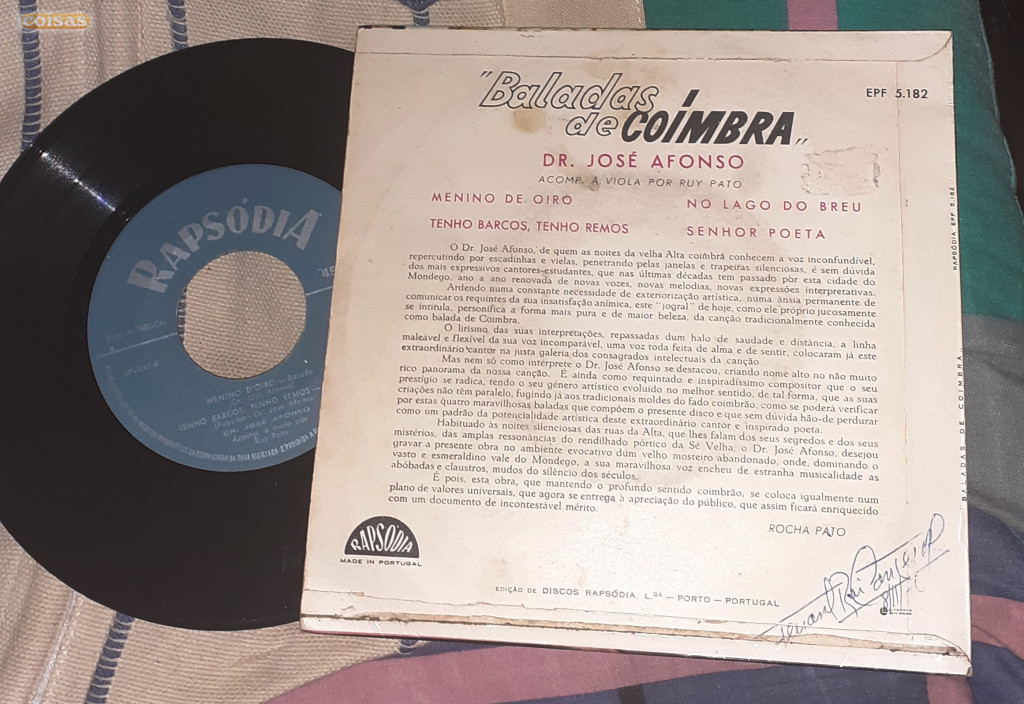 coisas
"Baladas
de COÍMBRA"
EPF 5.182
DR. JOSÉ AFONSO
ACOMP. À VIOLA POR RUY PATO
MENINO DE OIRO
NO LAGO DO BREU
TENHO BARCOS, TENHO REMOS
SENHOR POETA
O Dr. José Afonso, de quem as noites da velha Alta coimbrã conhecem a voz inconfundível,
repercutindo por escadinhas e vielas, penetrando pelas janelas e trapeiras silenciosas, é sem dúvida
dos mais expressivos cantores-estudantes, que nas últimas décadas tem passado por esta cidade do
Mondego, ano a ano renovada de novas vozes, novas melodias, novas expressões interpretativas.
Ardendo numa constante necessidade de exteriorização artística, numa ânsia permanente de
comunicar os requintes da sua insatisfação anímica, este "jogral" de hoje, como ele próprio jucosamente
se intitula, personifica a forma mais pura e de maior beleza, da canção tradicionalmente conhecida
como balada de Coimbra.
O lirismo das suas interpretações, repassadas dum halo de saudade e distância, a linha
maleável e flexível da sua voz incomparável, uma voz toda feita de alma e de sentir, colocaram já este
extraordinário cantor na justa galeria dos consagrados intelectuais da canção.
Mas nem só como intérprete o Dr. José Afonso se destacou, criando nome alto no não muito
rico panorama da nossa canção. É ainda como requintado e inspiradíssimo compositor que o seu
prestígio se radica, tendo o seu género artístico evoluído no melhor sentido, de tal forma, que as suas
criações não têm paralelo, fugindo já aos tradicionais moldes do fado coimbrão, como se poderá verificar
por estas quatro maravilhosas baladas que compõem o presente disco e que sem dúvida hão-de perdurar
como um padrão da potencialidade artística deste extraordinário cantor e inspirado poeta.
Habituado às noites silenciosas das ruas da Alta, que lhes falam dos seus segredos e dos seus
mistérios, das amplas ressonâncias do rendilhado pórtico da Sé Velha, o Dr. José Afonso, desejou
gravar a presente obra no ambiente evocativo dum velho mosteiro abandonado, onde, dominando o
vasto e esmeraldino vale do Mondego, a sua maravilhosa voz encheu de estranha musicalidade as
abóbadas e claustros, mudos do silêncio dos séculos.
É pois, esta obra, que mantendo o profundo sentido coimbrão, se coloca igualmente num
plano de valores universais, que agora se entrega à apreciação do público, que assim ficará enriquecido
com um documento de incontestável mérito.
ROCHA PATO
RAPSÓDIA
MADE IN PORTUGAL
EDIÇÃO DE DISCOS RAPSÓDIA, L.DA — PORTO — PORTUGAL
RAPSÓDIA EPF 5.182
BALADAS DE COIMBRA
RAPSÓDIA
45
MENINO D'OIRO — Balada
TENHO BARCOS, TENHO REMOS —
DR. JOSÉ AFONSO
Acomp. à viola por
Ruy Pato